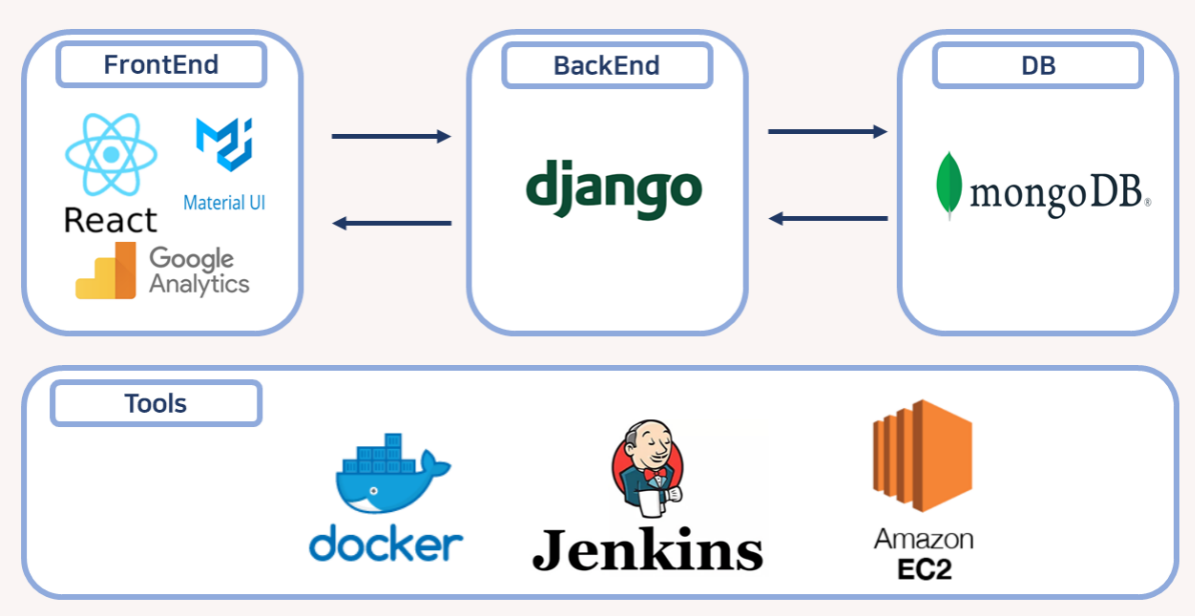 FrontEnd
React
Material UI
Google
Analytics
BackEnd
django
DB
mongoDB®
Tools
docker
Jenkins
Amazon
EC2